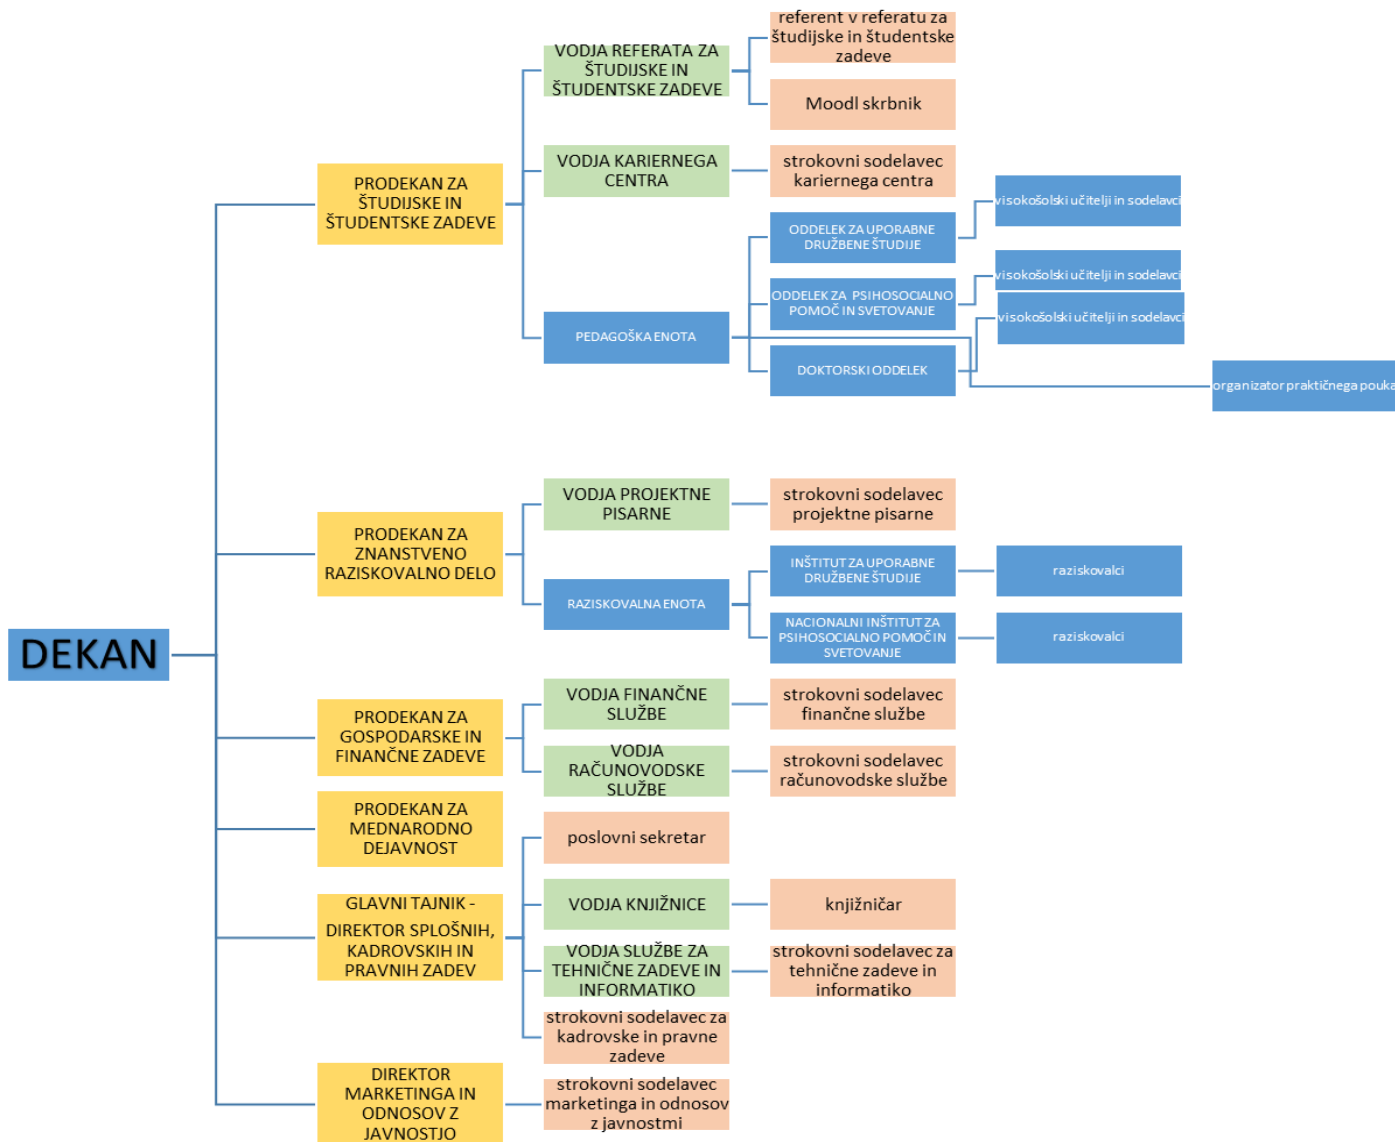 referent v referatu za
študijske in študentske
zadeve
VODJA REFERATA ZA
ŠTUDIJSKE IN
ŠTUDENTSKE ZADEVE
Moodl skrbnik
VODJA KARIERNEGA
CENTRA
strokovni sodelavec
kariernega centra
PRODEKAN ZA
ŠTUDIJSKE IN
ŠTUDENTSKE ZADEVE
visokošolski učitelji in sodelavci
ODDELEK ZA UPORABNE
DRUŽBENE ŠTUDIJE
visokošolski učitelji in sodelavci
ODDELEK ZA PSIHOSOCIALNO
POMOČ IN SVETOVANJE
visokošolski učitelji in sodelavci
PEDAGOŠKA ENOTA
DOKTORSKI ODDELEK
organizator praktičnega pouka
VODJA PROJEKTNE
PISARNE
strokovni sodelavec
projektne pisarne
PRODEKAN ZA
ZNANSTVENO
RAZISKOVALNO DELO
INŠTITUT ZA UPORABNE
DRUŽBENE ŠTUDIJE
raziskovalci
RAZISKOVALNA ENOTA
NACIONALNI INŠTITUT ZA
PSIHOSOCIALNO POMOČ IN
SVETOVANJE
raziskovalci
DEKAN
VODJA FINANČNE
SLUŽBE
strokovni sodelavec
finančne službe
PRODEKAN ZA
GOSPODARSKE IN
FINANČNE ZADEVE
VODJA
RAČUNOVODSKE
SLUŽBE
strokovni sodelavec
računovodske službe
PRODEKAN ZA
MEDNARODNO
DEJAVNOST
poslovni sekretar
GLAVNI TAJNIK -
DIREKTOR SPLOŠNIH,
KADROVSKIH IN
PRAVNIH ZADEV
VODJA KNJIŽNICE
knjižničar
VODJA SLUŽBE ZA
TEHNIČNE ZADEVE IN
INFORMATIKO
strokovni sodelavec za
tehnične zadeve in
informatiko
strokovni sodelavec za
kadrovske in pravne
zadeve
DIREKTOR
MARKETINGA IN
ODNOSOV Z
JAVNOSTJO
strokovni sodelavec
marketinga in odnosov
z javnostmi